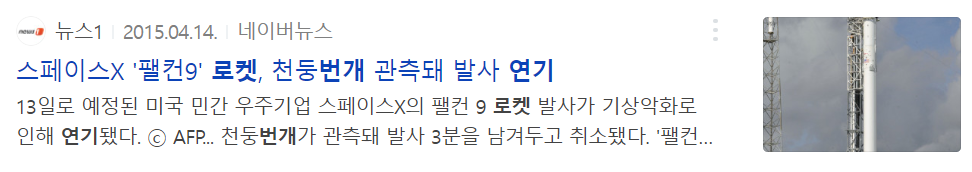 뉴스1 2015.04.14. 네이버뉴스
스페이스X '팰컨9' 로켓, 천둥번개 관측돼 발사 연기
13일로 예정된 미국 민간 우주기업 스페이스X의 팰컨 9 로켓 발사가 기상악화로
인해 연기됐다. ⓒ AFP... 천둥번개가 관측돼 발사 3분을 남겨두고 취소됐다. '팰컨...